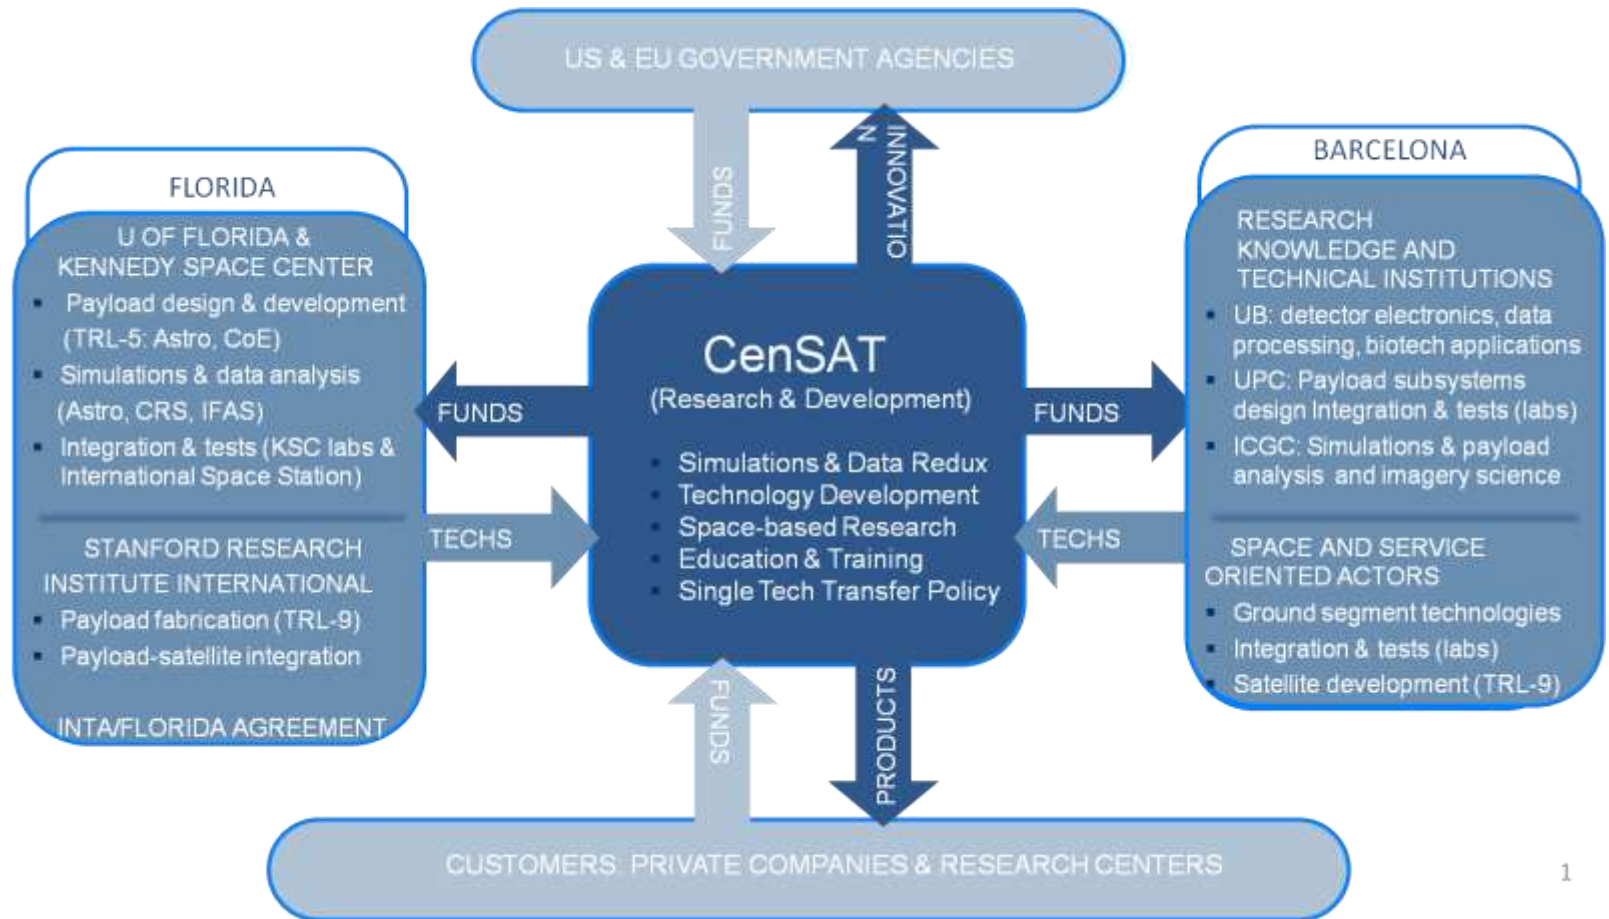 US & EU GOVERNMENT AGENCIES
FUNDS
INNOVATIO
N
FLORIDA
U OF FLORIDA &
KENNEDY SPACE CENTER
▪ Payload design & development
(TRL-5: Astro, CoE)
▪ Simulations & data analysis
(Astro, CRS, IFAS)
▪ Integration & tests (KSC labs &
International Space Station)
STANFORD RESEARCH
INSTITUTE INTERNATIONAL
▪ Payload fabrication (TRL-9)
▪ Payload-satellite integration
INTA/FLORIDA AGREEMENT
FUNDS
TECHS
CenSAT
(Research & Development)
▪ Simulations & Data Redux
▪ Technology Development
▪ Space-based Research
▪ Education & Training
▪ Single Tech Transfer Policy
FUNDS
TECHS
BARCELONA
RESEARCH
KNOWLEDGE AND
TECHNICAL INSTITUTIONS
▪ UB: detector electronics, data
processing, biotech applications
▪ UPC: Payload subsystems
design Integration & tests (labs)
▪ ICGC: Simulations & payload
analysis and imagery science
SPACE AND SERVICE
ORIENTED ACTORS
▪ Ground segment technologies
▪ Integration & tests (labs)
▪ Satellite development (TRL-9)
FUNDS
PRODUCTS
CUSTOMERS: PRIVATE COMPANIES & RESEARCH CENTERS
1